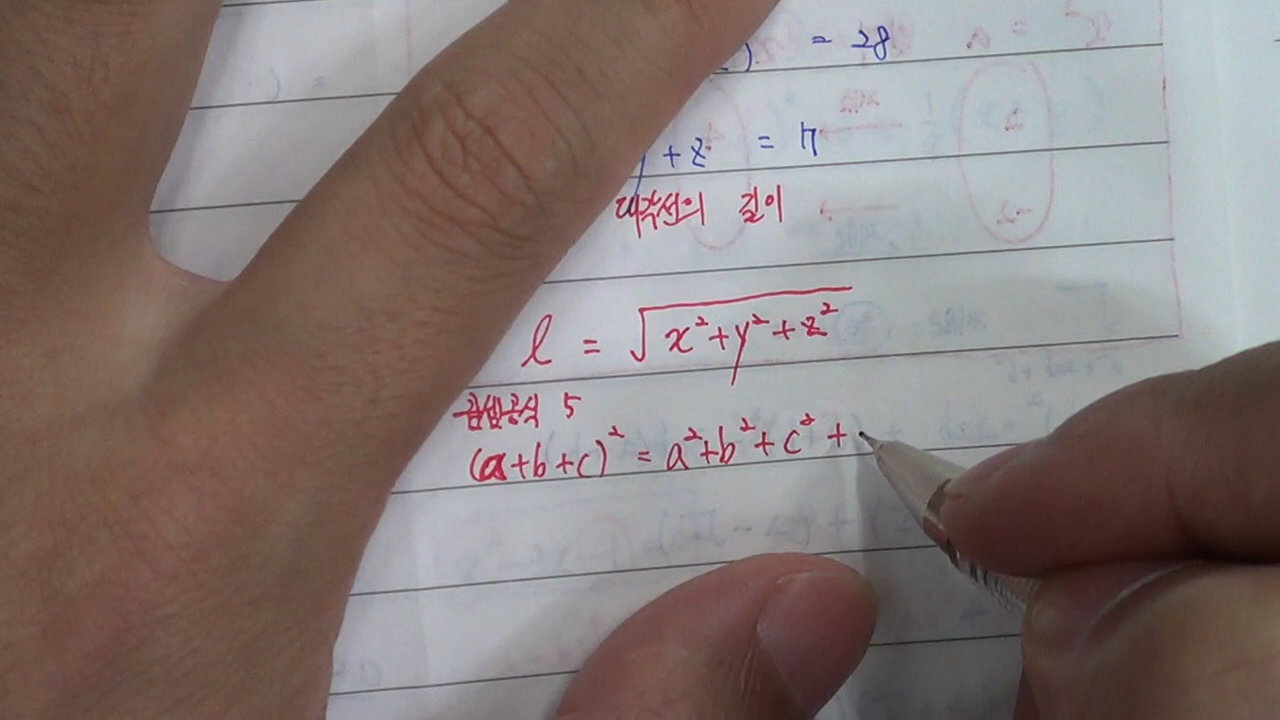 ) = 28
y + z = 7
대각선의 길이
l = √x²+y²+z²
곱셈공식 5
(a+b+c)² = a²+b²+c² +